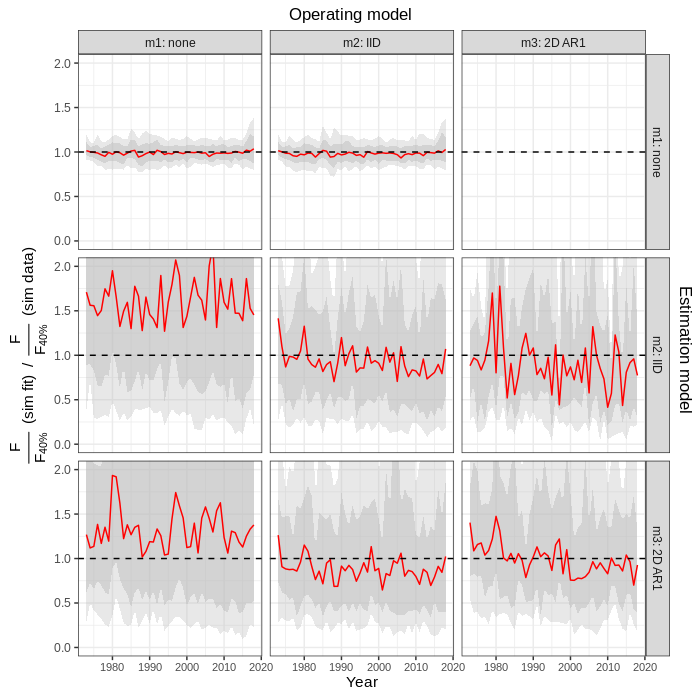 Operating model
m1: none
m2: IID
m3: 2D AR1
2.0
1.5
1.0
0.5
0.0
m1: none
2.0
1.5
1.0
0.5
0.0
m2: IID
2.0
1.5
1.0
0.5
0.0
m3: 2D AR1
Estimation model
F
F40%
(sim fit) /
F
F40%
(sim data)
1980 1990 2000 2010 2020
1980 1990 2000 2010 2020
1980 1990 2000 2010 2020
Year